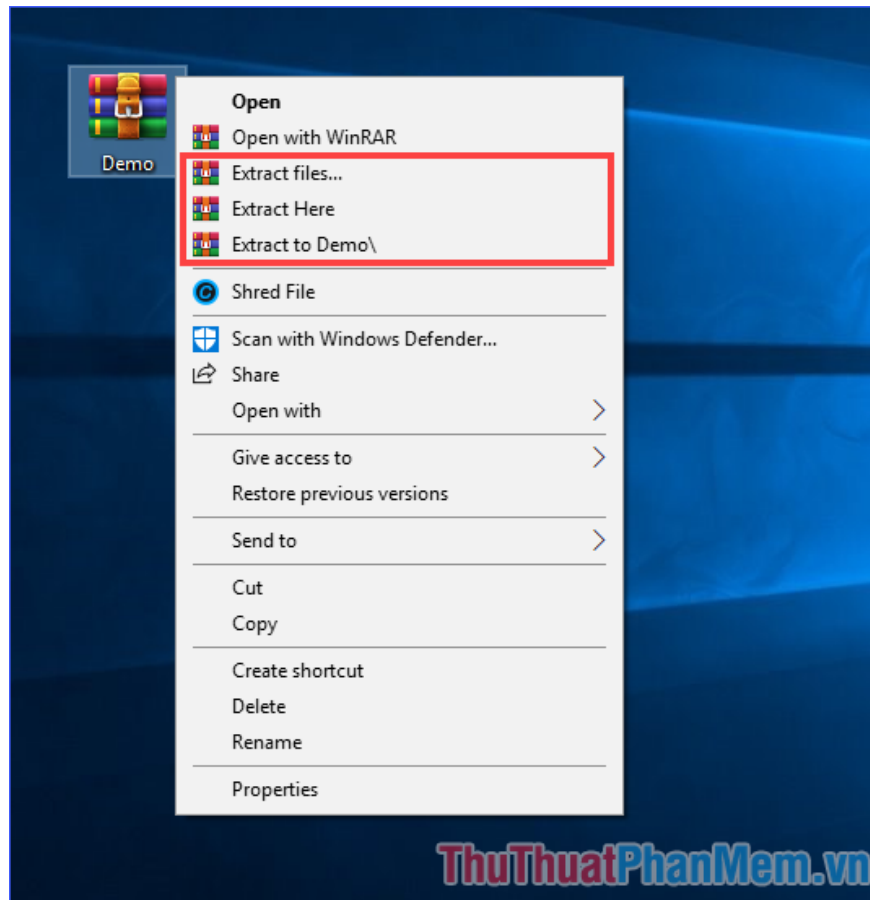 Demo
Open
Open with WinRAR
Extract files...
Extract Here
Extract to Demo\
Shred File
Scan with Windows Defender...
Share
Open with
Give access to
Restore previous versions
Send to
Cut
Copy
Create shortcut
Delete
Rename
Properties
ThuThuatPhanMem.vn